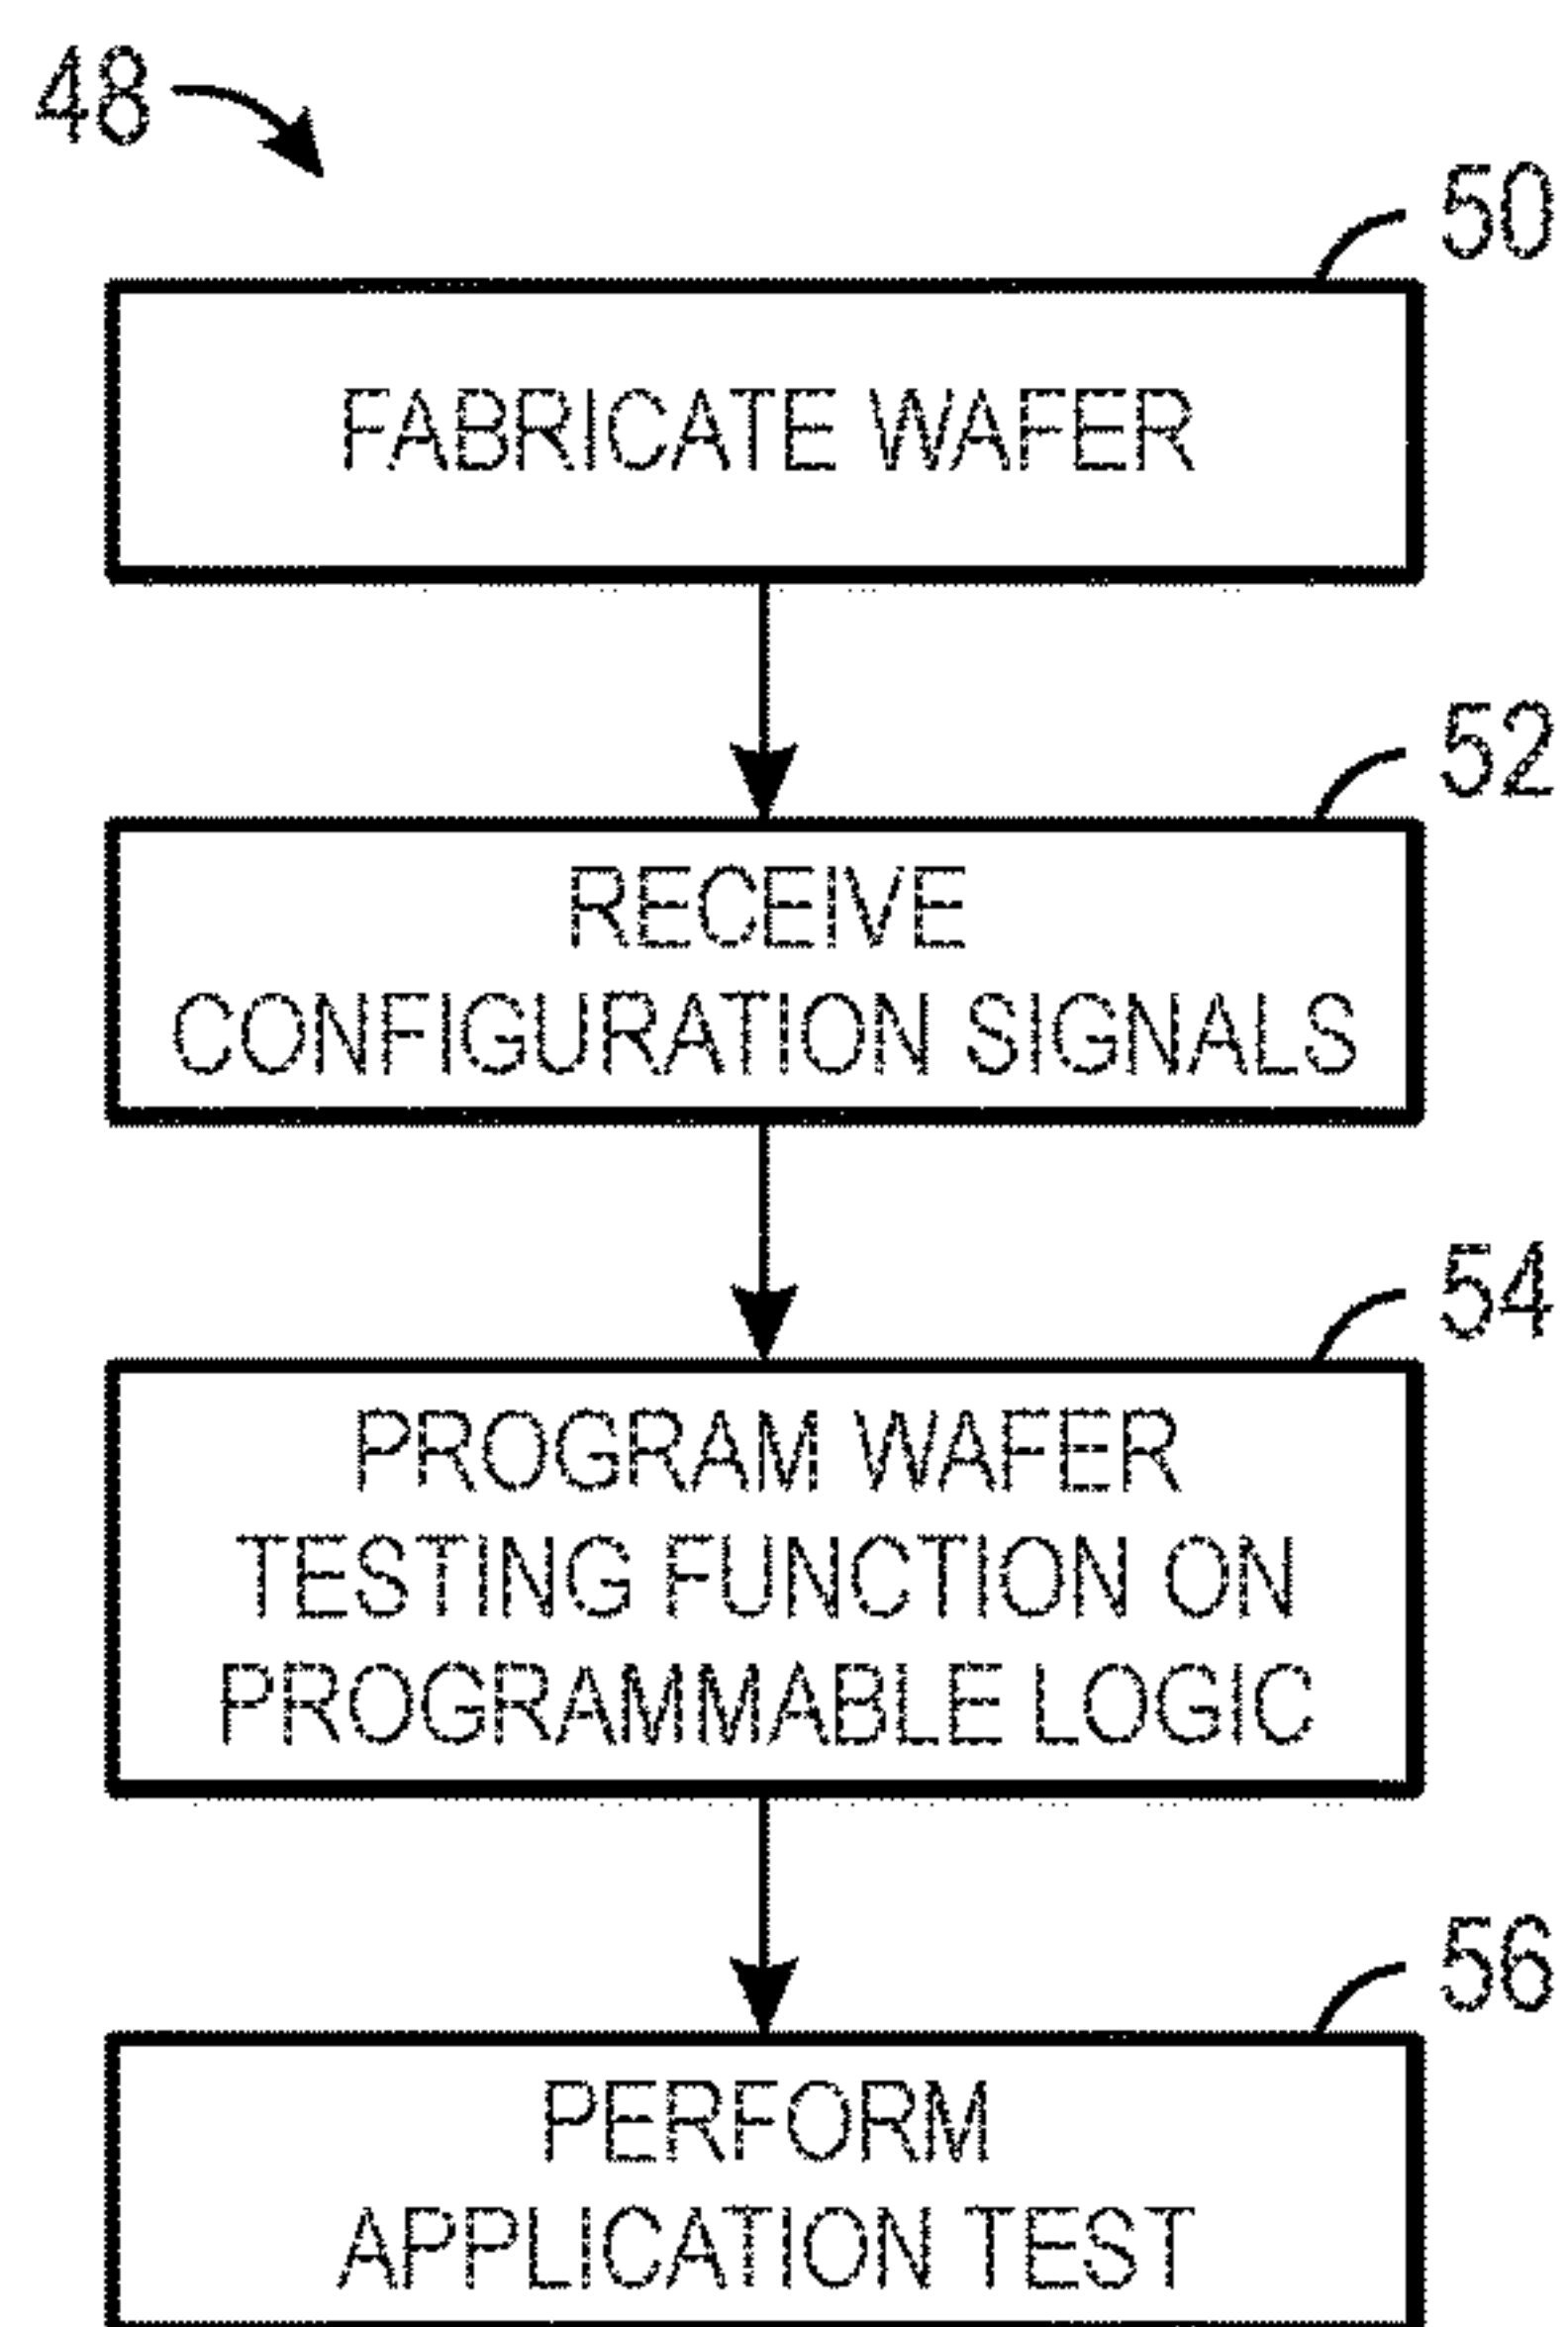 48
50
FABRICATE WAFER
52
RECEIVE
CONFIGURATION SIGNALS
54
PROGRAM WAFER
TESTING FUNCTION ON
PROGRAMMABLE LOGIC
56
PERFORM
APPLICATION TEST